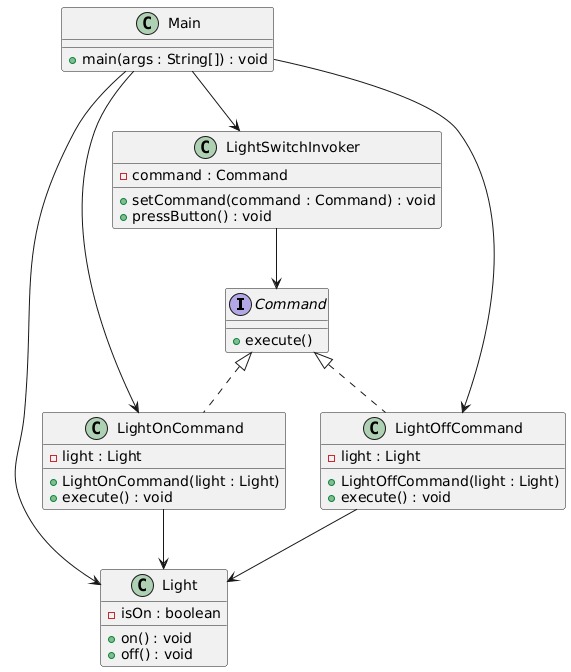 C Main
main(args : String[]) : void
C LightSwitchInvoker
command : Command
setCommand(command : Command) : void
pressButton() : void
I Command
execute()
C LightOnCommand
light : Light
LightOnCommand(light : Light)
execute() : void
C LightOffCommand
light : Light
LightOffCommand(light : Light)
execute() : void
C Light
isOn : boolean
on() : void
off() : void